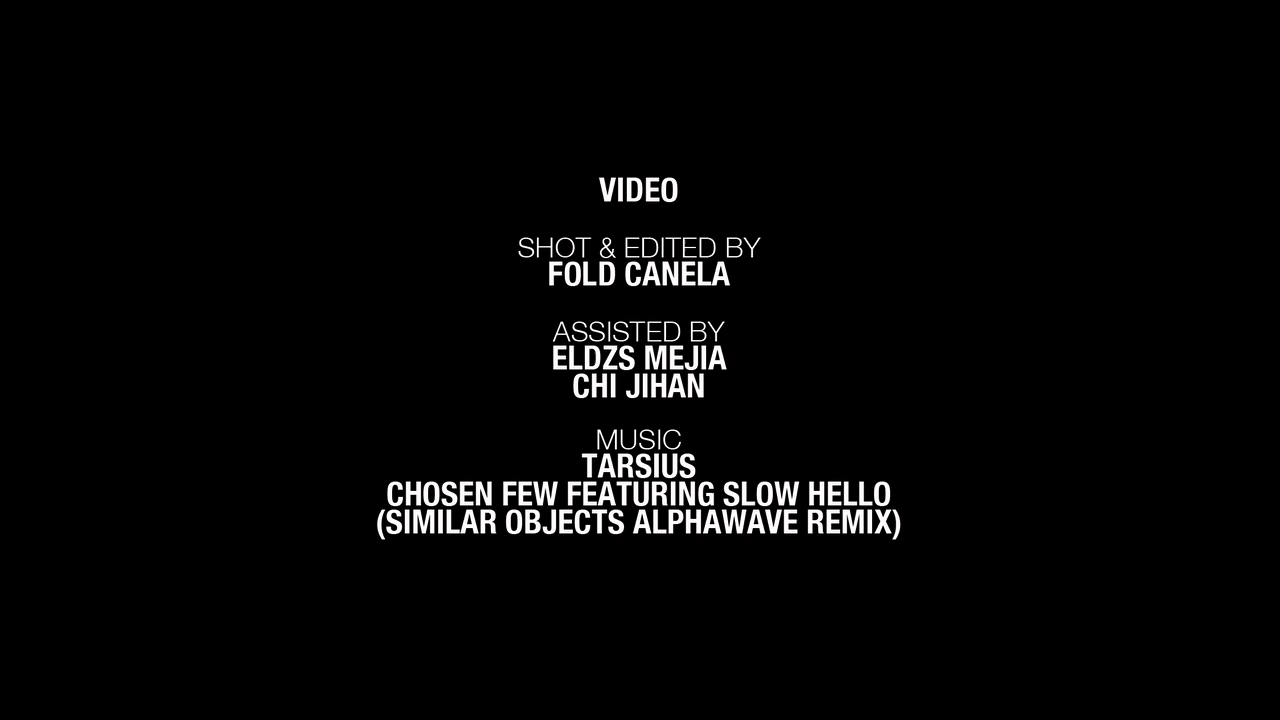 VIDEO
SHOT & EDITED BY
FOLD CANELA
ASSISTED BY
ELDZS MEJIA
CHI JIHAN
MUSIC
TARSIUS
CHOSEN FEW FEATURING SLOW HELLO
(SIMILAR OBJECTS ALPHAWAVE REMIX)